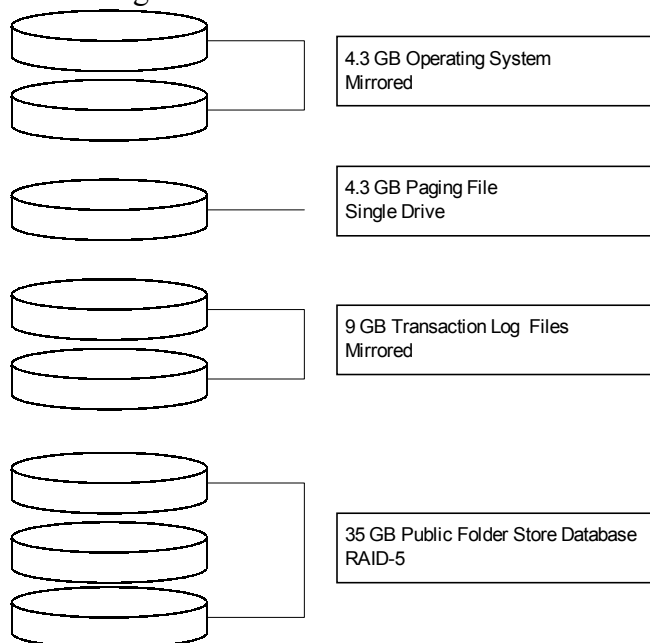 4.3 GB Operating System
Mirrored
4.3 GB Paging File
Single Drive
9 GB Transaction Log Files
Mirrored
35 GB Public Folder Store Database
RAID-5